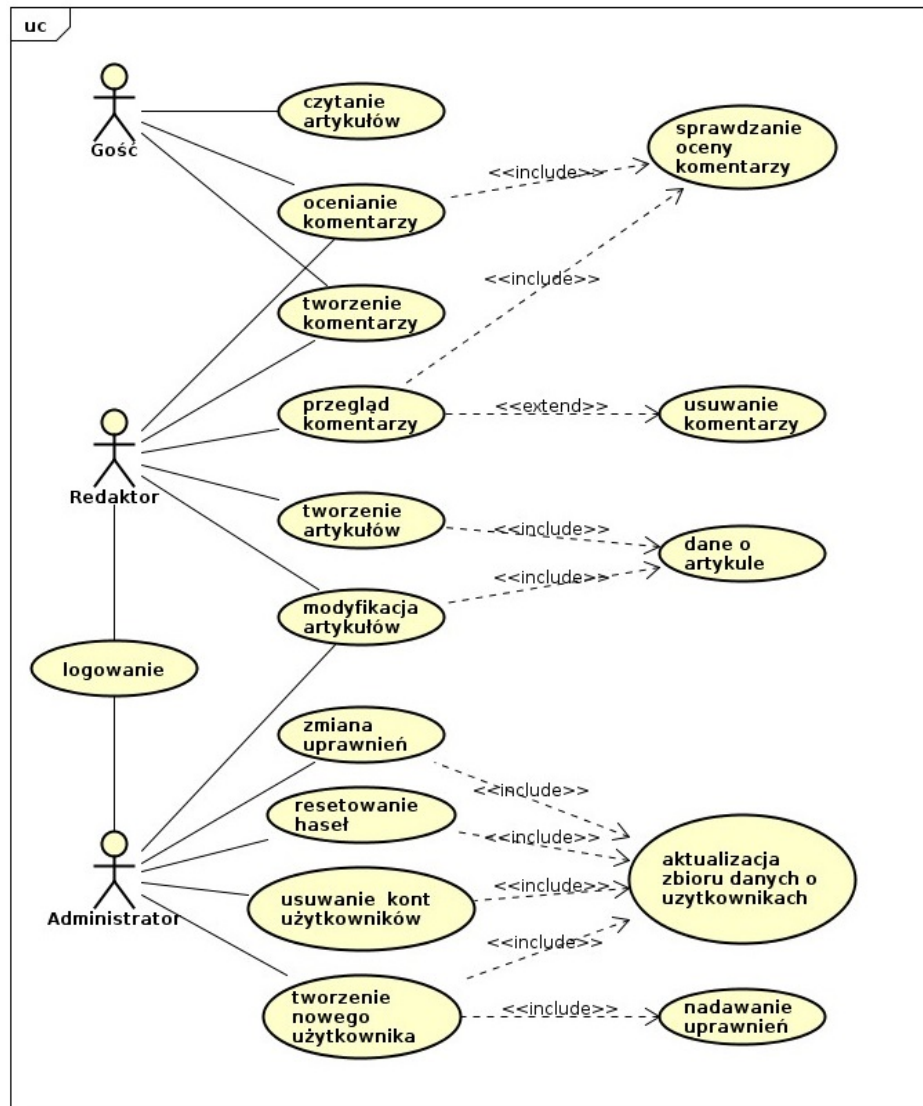 uc
Gość
czytanie
artykułów
sprawdzanie
oceny
komentarzy
<<include>>
ocenianie
komentarzy
<<include>>
tworzenie
komentarzy
przegląd
komentarzy
<<extend>>
usuwanie
komentarzy
Redaktor
tworzenie
artykułów
<<include>>
dane o
artykule
<<include>>
modyfikacja
artykułów
logowanie
zmiana
uprawnień
<<include>>
resetowanie
haseł
<<include>>
aktualizacja
zbioru danych o
uzytkownikach
Administrator
usuwanie kont
użytkowników
<<include>>
<<include>>
tworzenie
nowego
użytkownika
<<include>>
nadawanie
uprawnień